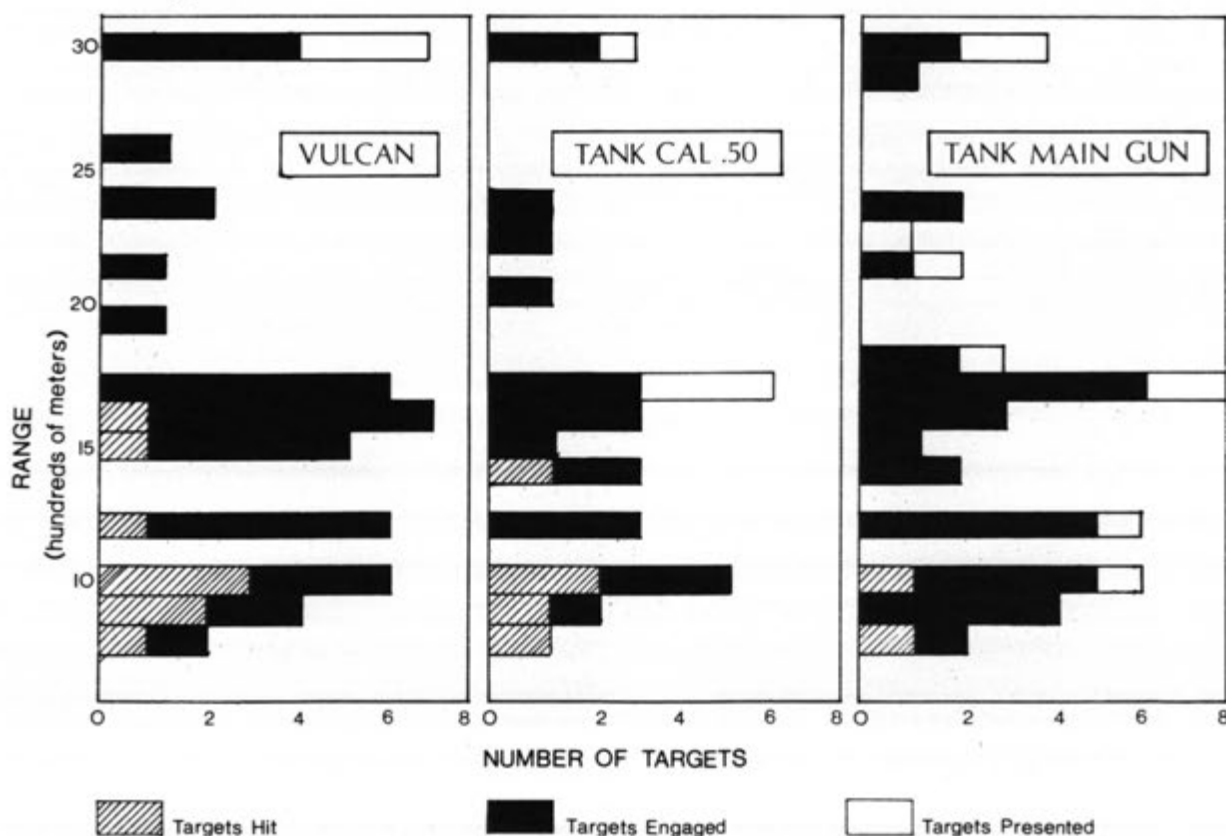 30
25
20
15
10
RANGE
(hundreds of meters)
VULCAN
TANK CAL .50
TANK MAIN GUN
0 2 4 6 8
0 2 4 6 8
0 2 4 6 8
NUMBER OF TARGETS
Targets Hit
Targets Engaged
Targets Presented